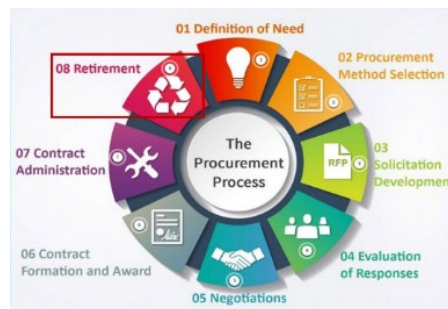 01 Definition of Need
02 Procurement
Method Selection
03
Solicitation
Development
RFP
04 Evaluation
of Responses
05 Negotiations
06 Contract
Formation and Award
07 Contract
Administration
08 Retirement
The
Procurement
Process